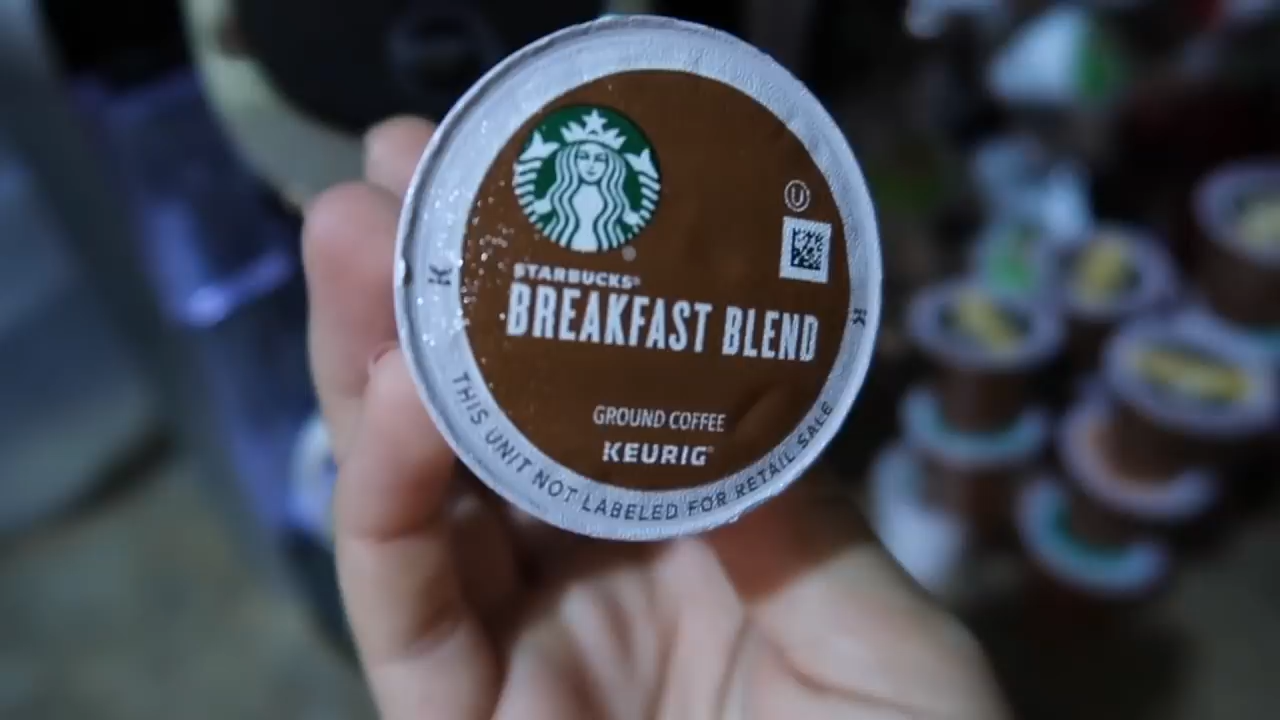 STARBUCKS®
BREAKFAST BLEND
GROUND COFFEE
KEURIG®
THIS UNIT NOT LABELED FOR RETAIL SALE
K
K
U